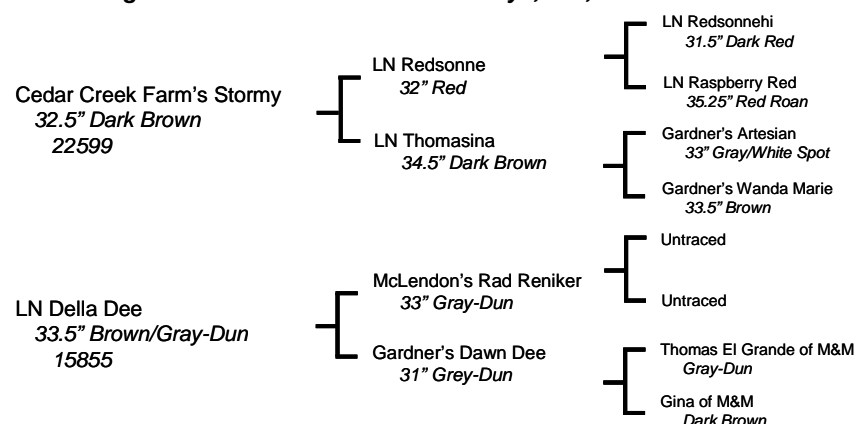 LN Redsonnehi
31.5” Dark Red
LN Redsonne
32” Red
LN Raspberry Red
35.25” Red Roan
Cedar Creek Farm’s Stormy
32.5” Dark Brown
22599
LN Thomasina
34.5” Dark Brown
Gardner’s Artesian
33” Gray/White Spot
Gardner’s Wanda Marie
33.5” Brown
Untraced
McLendon’s Rad Reniker
33” Gray-Dun
Untraced
LN Della Dee
33.5” Brown/Gray-Dun
15855
Gardner’s Dawn Dee
31” Grey-Dun
Thomas El Grande of M&M
Gray-Dun
Gina of M&M
Dark Brown